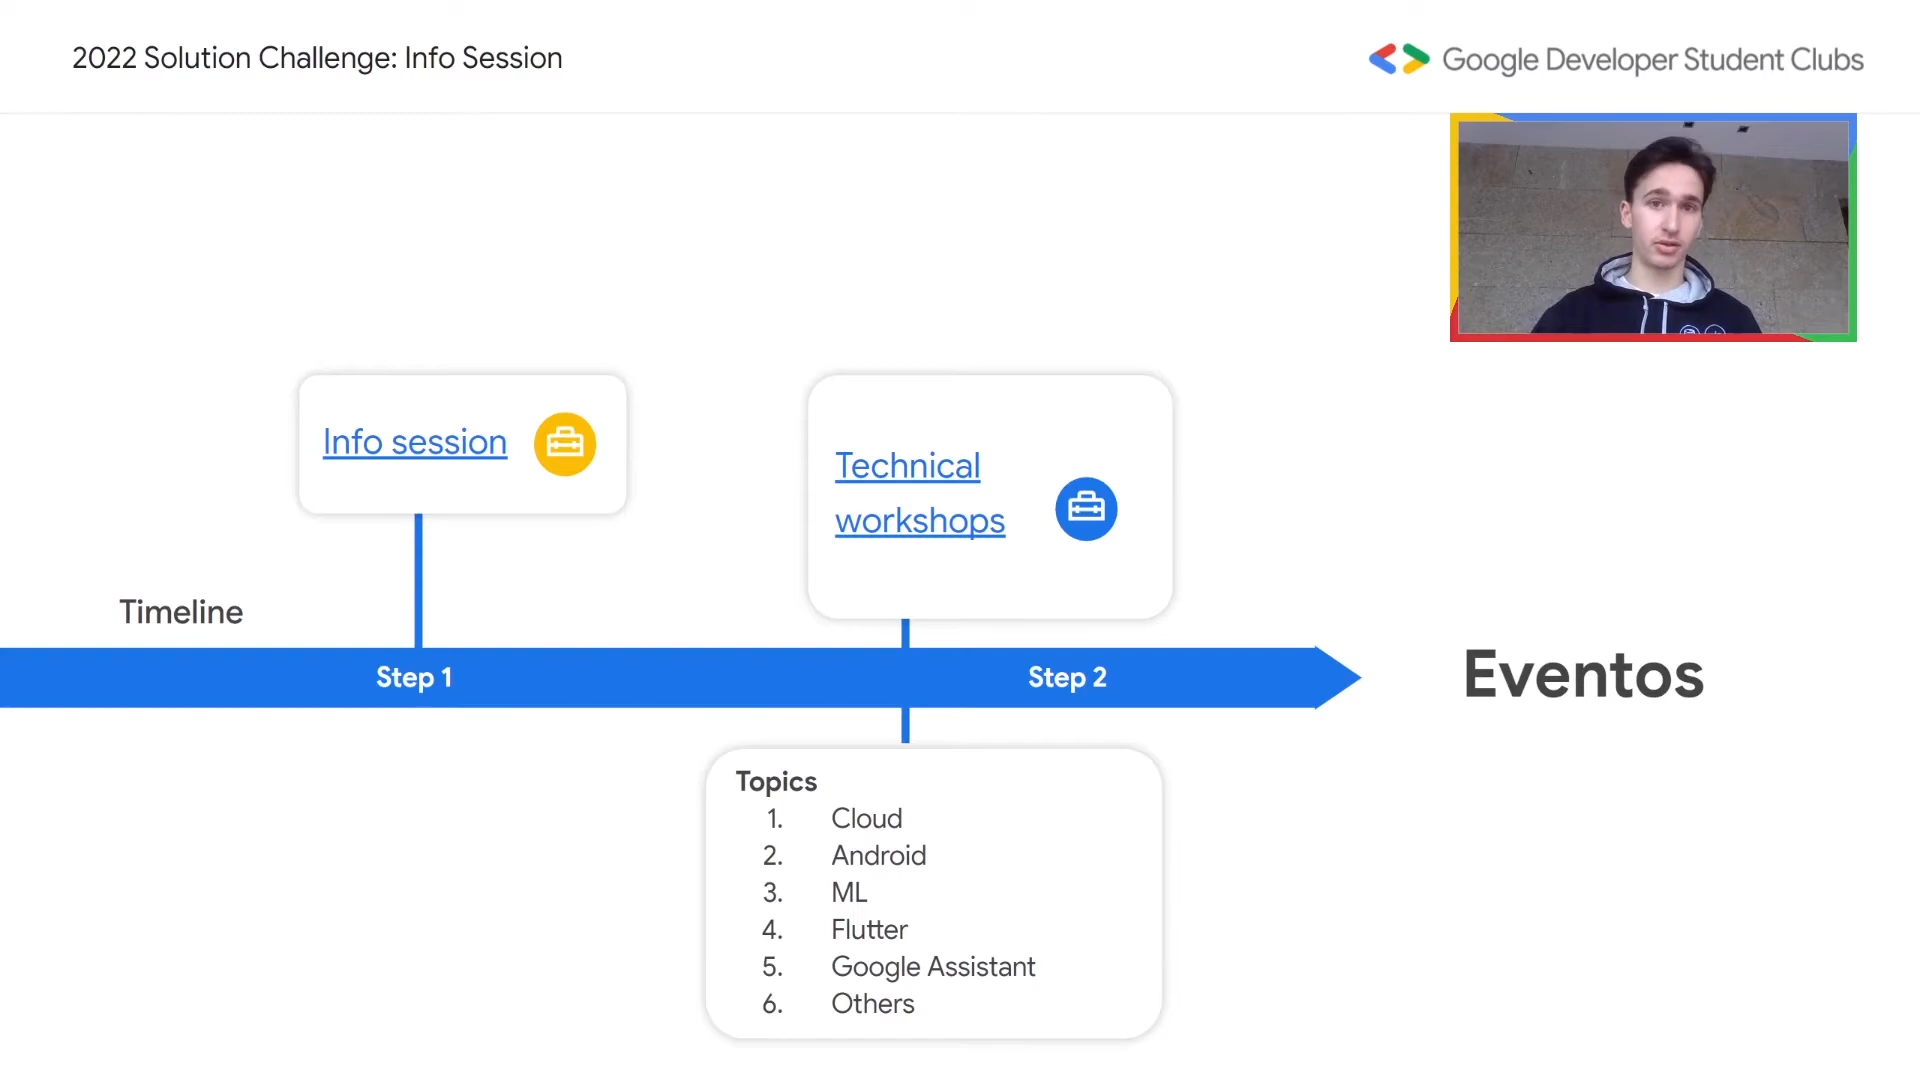 2022 Solution Challenge: Info Session
Google Developer Student Clubs
Info session
Technical
workshops
Timeline
Step 1
Step 2
Eventos
Topics
1. Cloud
2. Android
3. ML
4. Flutter
5. Google Assistant
6. Others